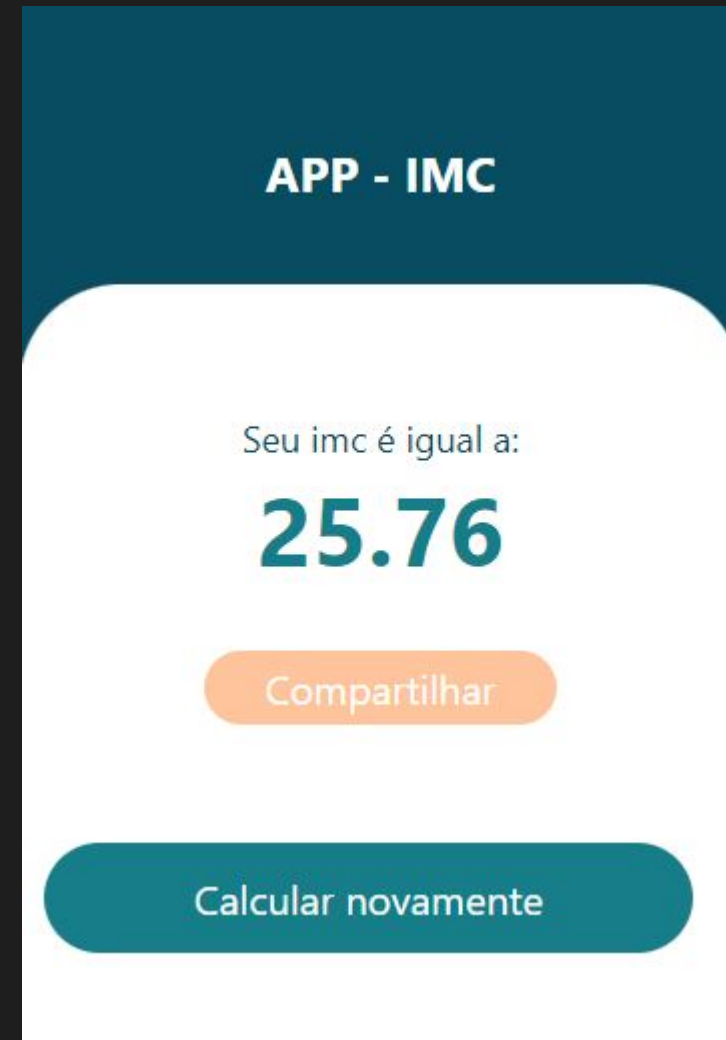 APP - IMC
Seu imc é igual a:
25.76
Compartilhar
Calcular novamente